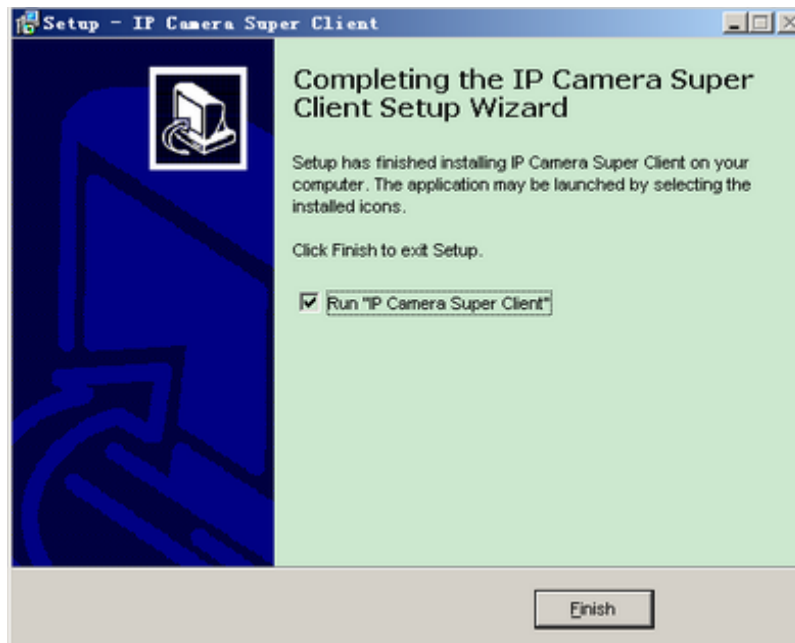 Setup - IP Camera Super Client
Completing the IP Camera Super
Client Setup Wizard
Setup has finished installing IP Camera Super Client on your
computer. The application may be launched by selecting the
installed icons.
Click Finish to exit Setup.
Run "IP Camera Super Client"
Finish